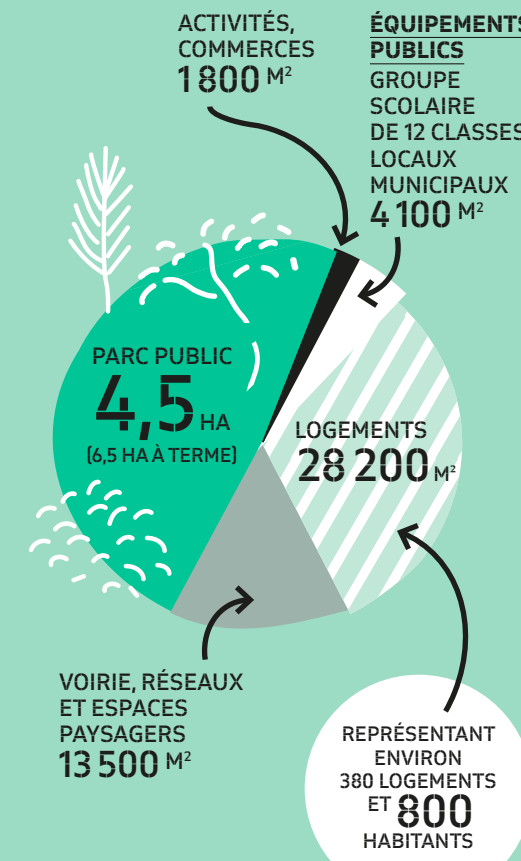 ACTIVITÉS,
COMMERCES
1 800 M²
ÉQUIPEMENTS
PUBLICS
GROUPE
SCOLAIRE
DE 12 CLASSES
LOCAUX
MUNICIPAUX
4 100 M²
PARC PUBLIC
4,5 HA
(6,5 HA À TERME)
LOGEMENTS
28 200 M²
VOIRIE, RÉSEAUX
ET ESPACES
PAYSAGERS
13 500 M²
REPRÉSENTANT
ENVIRON
380 LOGEMENTS
ET 800
HABITANTS